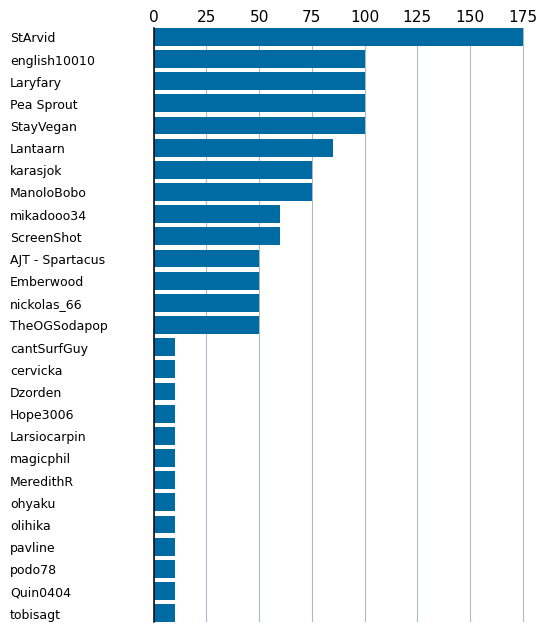 0 25 50 75 100 125 150 175
StArvid
english10010
Laryfary
Pea Sprout
StayVegan
Lantaarn
karasjok
ManoloBobo
mikadooo34
ScreenShot
AJT - Spartacus
Emberwood
nickolas_66
TheOGSodapop
cantSurfGuy
cervicka
Dzorden
Hope3006
Larsiocarpin
magicphil
MeredithR
ohyaku
olihika
pavline
podo78
Quin0404
tobisagt